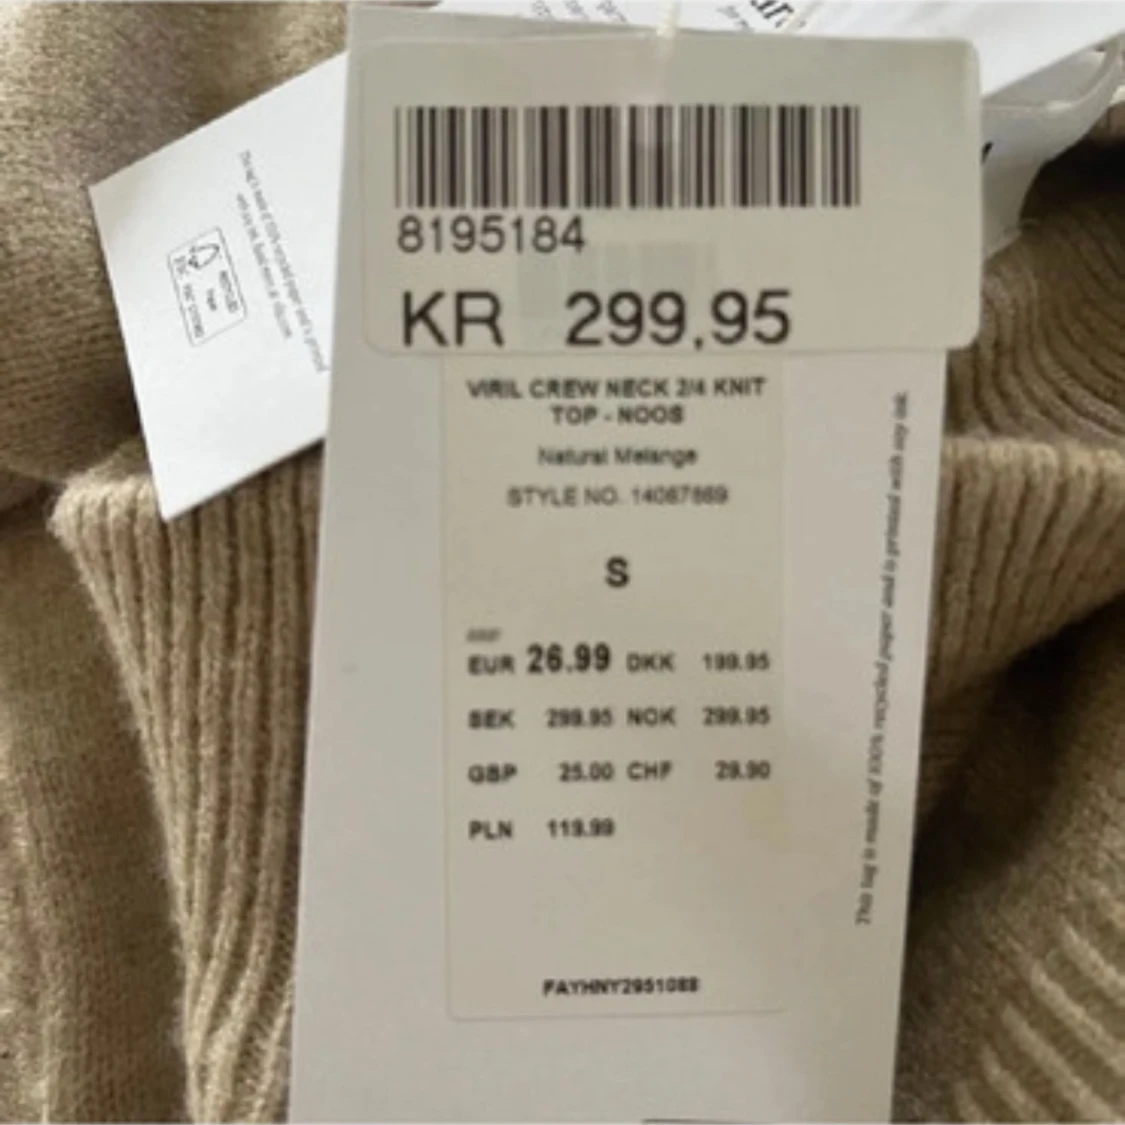 8195184
KR 299,95
VIRIL CREW NECK 2/4 KNIT
TOP - NOOS
Natural Melange
STYLE NO. 14087869
S
RRP
EUR 26.99 DKK 199.95
SEK 299.95 NOK 299.95
GBP 25.00 CHF 29.90
PLN 119.99
FAYHNY2951088
This tag is made of 100% recycled paper and is printed with soy ink.